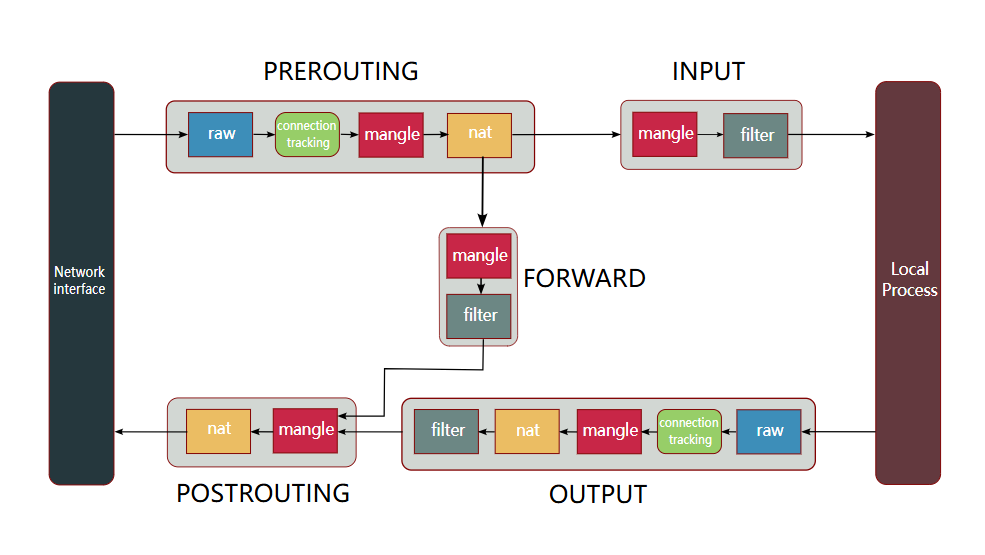 PREROUTING
INPUT
raw
connection
tracking
mangle
nat
mangle
filter
Network
interface
mangle
filter
FORWARD
Local
Process
nat
mangle
filter
nat
mangle
connection
tracking
raw
POSTROUTING
OUTPUT